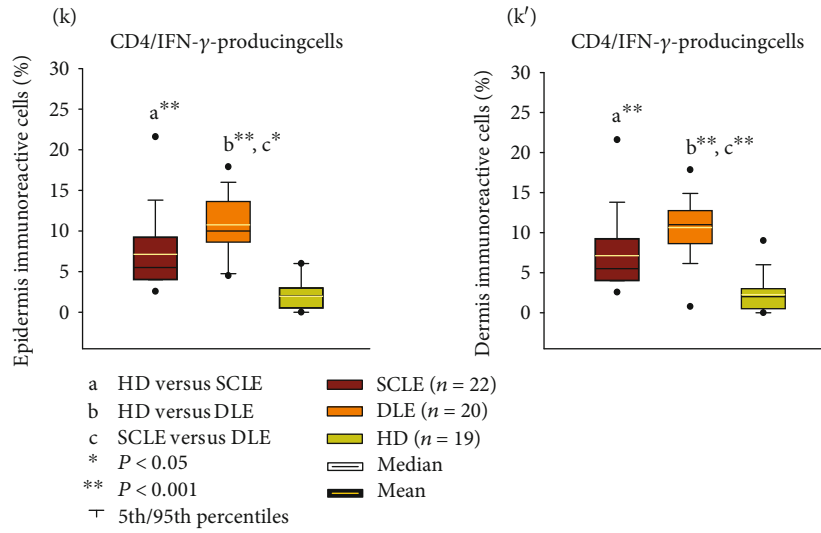 (k)
CD4/IFN-γ-producingcells
Epidermis immunoreactive cells (%)
30
25
20
15
10
5
0
a**
b**, c*
(k′)
CD4/IFN-γ-producingcells
Dermis immunoreactive cells (%)
30
25
20
15
10
5
0
a**
b**, c**
a HD versus SCLE
b HD versus DLE
c SCLE versus DLE
* P < 0.05
** P < 0.001
5th/95th percentiles
SCLE (n = 22)
DLE (n = 20)
HD (n = 19)
Median
Mean